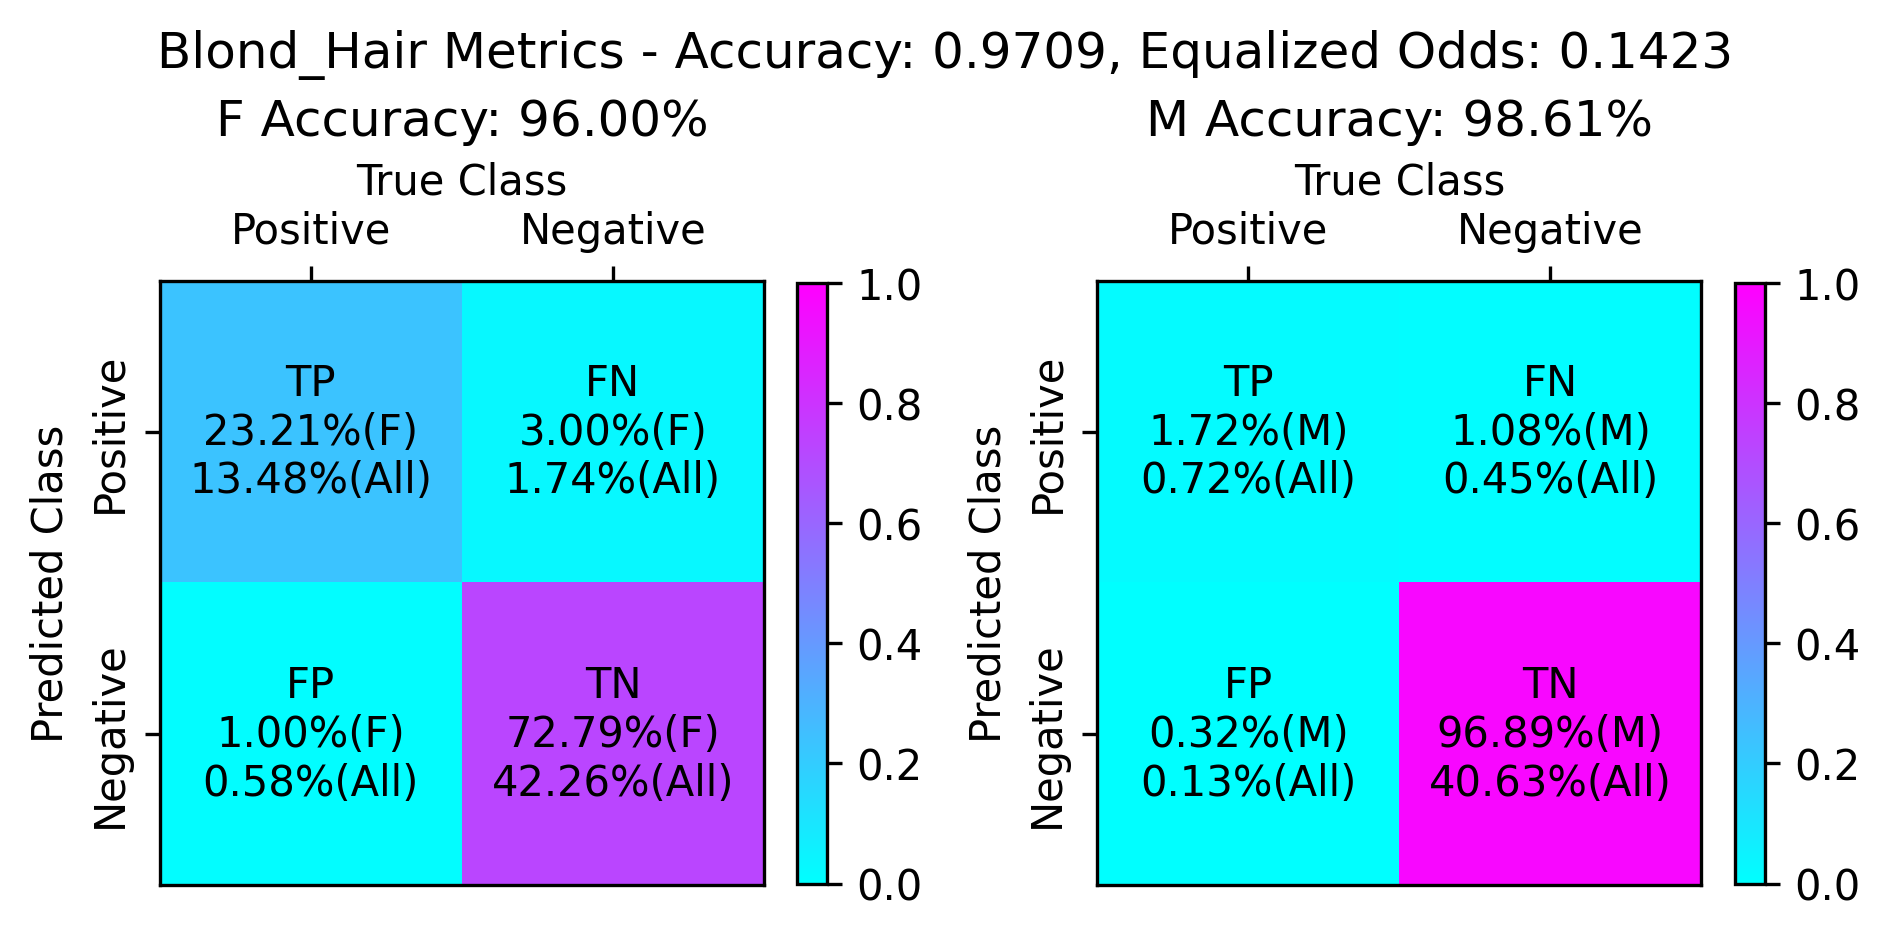 Blond_Hair Metrics - Accuracy: 0.9709, Equalized Odds: 0.1423
F Accuracy: 96.00%
True Class
Positive Negative
Predicted Class
Positive
Negative
TP
23.21%(F)
13.48%(All)
FN
3.00%(F)
1.74%(All)
FP
1.00%(F)
0.58%(All)
TN
72.79%(F)
42.26%(All)
1.0
0.8
0.6
0.4
0.2
0.0
M Accuracy: 98.61%
True Class
Positive Negative
Predicted Class
Positive
Negative
TP
1.72%(M)
0.72%(All)
FN
1.08%(M)
0.45%(All)
FP
0.32%(M)
0.13%(All)
TN
96.89%(M)
40.63%(All)
1.0
0.8
0.6
0.4
0.2
0.0